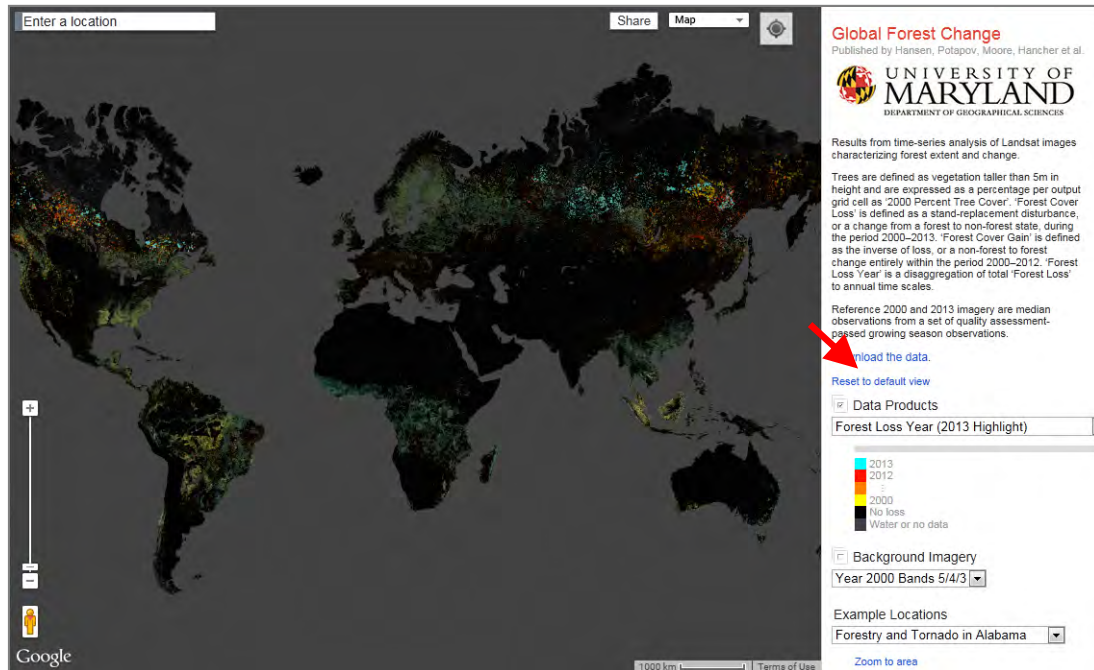 Enter a location
Share
Map
Global Forest Change
Published by Hansen, Potapov, Moore, Hancher et al.
UNIVERSITY OF
MARYLAND
DEPARTMENT OF GEOGRAPHICAL SCIENCES
Results from time-series analysis of Landsat images
characterizing forest extent and change.
Trees are defined as vegetation taller than 5m in
height and are expressed as a percentage per output
grid cell as '2000 Percent Tree Cover'. 'Forest Cover
Loss' is defined as a stand-replacement disturbance,
or a change from a forest to non-forest state, during
the period 2000–2013. 'Forest Cover Gain' is defined
as the inverse of loss, or a non-forest to forest
change entirely within the period 2000–2012. 'Forest
Loss Year' is a disaggregation of total 'Forest Loss'
to annual time scales.
Reference 2000 and 2013 imagery are median
observations from a set of quality assessment-
passed growing season observations.
the data.
Reset to default view
Data Products
Forest Loss Year (2013 Highlight)
2013
2012
2000
No loss
Water or no data
Background Imagery
Year 2000 Bands 5/4/3
Example Locations
Forestry and Tornado in Alabama
Zoom to area
Google
1000 km
Terms of Use